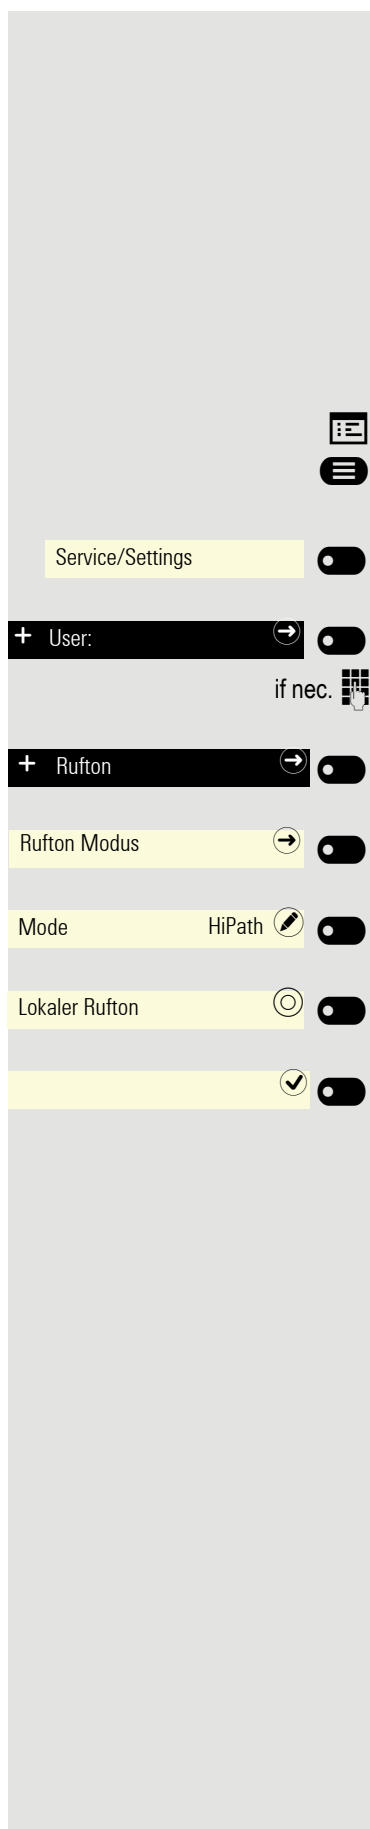 Service/Settings
+ User:
if nec.
+ Rufton
Rufton Modus
Mode HiPath
Lokaler Rufton